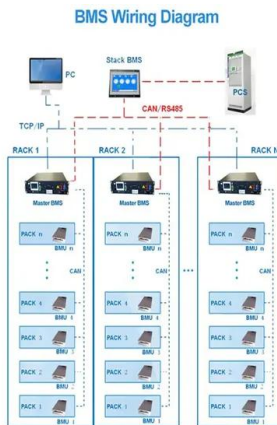 BMS Wiring Diagram
PC
Stack BMS
PCS
CAN/RS485
TCP/IP
RACK 1
RACK 2
RACK N
Master BMS
Master BMS
Master BMS
PACK n
BMU n
PACK n
BMU n
PACK n
BMU n
CAN
CAN
CAN
PACK 4
BMU 4
PACK 4
BMU 4
PACK 4
BMU 4
PACK 3
BMU 3
PACK 3
BMU 3
PACK 3
BMU 3
PACK 2
BMU 2
PACK 2
BMU 2
PACK 2
BMU 2
PACK 1
BMU 1
PACK 1
BMU 1
PACK 1
BMU 1